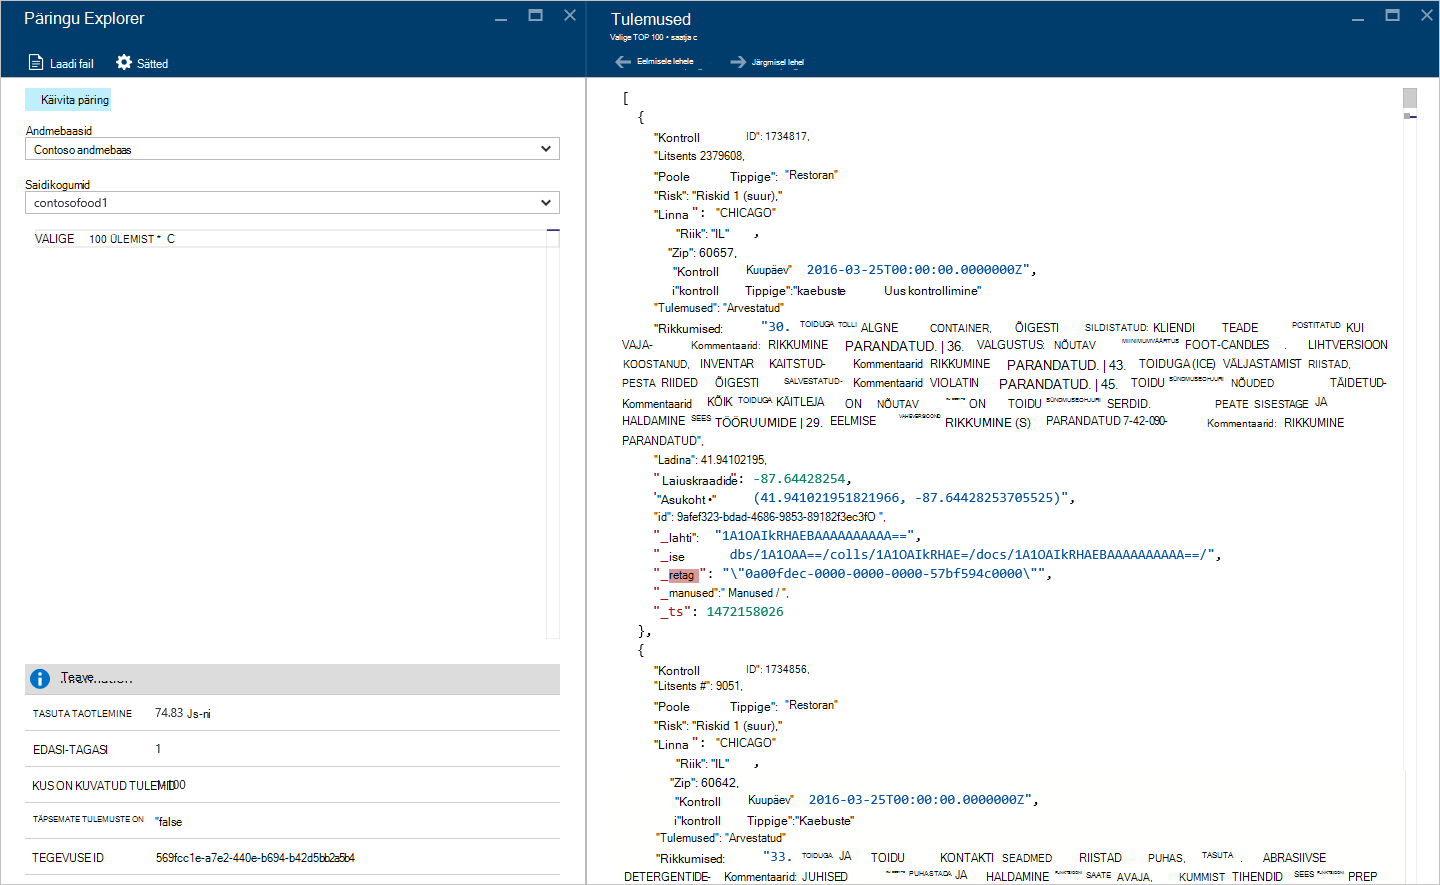 Päringu Explorer
Laadi fail Sätted
Käivita päring
Andmebaasid
Contoso andmebaas
Saidikogumid
contosofood1
VALIGE 100 ÜLEMIST * C
Teave
TASUTA TAOTLEMINE 74.83 Js-ni
EDASI-TAGASI 1
KUS ON KUVATUD TULEMID 100
TÄPSEMATE TULEMUSTE ON "false
TEGEVUSE ID 569fcc1e-a7e2-440e-b694-b42d5bb2a5b4
Tulemused
Valige TOP 100 • saatja c
Eelmisele lehele Järgmisel lehel
[
{
"Kontroll ID": 1734817,
"Litsents 2379608,
"Poole Tippige": "Restoran"
"Risk": "Riskid 1 (suur),"
"Linna ": "CHICAGO"
"Riik": "IL" ,
"Zip": 60657,
"Kontroll Kuupäev" 2016-03-25T00:00:00.0000000Z",
i"kontroll Tippige":"kaebuste Uus kontrollimine"
"Tulemused": "Arvestatud"
"Rikkumised: "30. TOIDUGA TOLLI ALGNE CONTAINER, ÕIGESTI SILDISTATUD: KLIENDI TEADE POSTITATUD KUI
VAJA- Kommentaarid: RIKKUMINE PARANDATUD. | 36. VALGUSTUS: NÕUTAV MIINIMUMVÄÄRTUS FOOT-CANDLES . LIHTVERSIOON
KOOSTANUD, INVENTAR KAITSTUD- Kommentaarid RIKKUMINE PARANDATUD. | 43. TOIDUGA (ICE) VÄLJASTAMIST RIISTAD,
PESTA RIIDED ÕIGESTI SALVESTATUD- Kommentaarid VIOLATIN PARANDATUD. | 45. TOIDU SÜNDMUSEOHJURI NÕUDED TÄIDETUD-
Kommentaarid KÕIK TOIDUGA KÄITLEJA ON NÕUTAV ON TOIDU SÜNDMUSEOHJURI SERDID. PEATE SISESTAGE JA
HALDAMINE SEES TÖÖRUUMIDE | 29. EELMISE VAHEVERSIOONID RIKKUMINE (S) PARANDATUD 7-42-090- Kommentaarid: RIKKUMINE
PARANDATUD",
"Ladina": 41.94102195,
"Laiuskraadide": -87.64428254,
"Asukoht •" (41.941021951821966, -87.64428253705525)",
"id": 9afef323-bdad-4686-9853-89182f3ec3fO ",
"_lahti": "1A1OAIkRHAEBAAAAAAAAAA==",
"_ise dbs/1A1OAA==/colls/1A1OAIkRHAE=/docs/1A1OAIkRHAEBAAAAAAAAAA==/",
"_retag ": "\"0a00fdec-0000-0000-0000-57bf594c0000\"",
"_manused":" Manused / ",
"_ts": 1472158026
},
{
"Kontroll ID": 1734856,
"Litsents #": 9051,
"Poole Tippige": "Restoran"
"Risk": "Riskid 1 (suur),"
"Linna ": "CHICAGO"
"Riik": "IL" ,
"Zip": 60642,
"Kontroll Kuupäev" 2016-03-25T00:00:00.0000000Z",
i"kontroll Tippige":"Kaebuste"
"Tulemused": "Arvestatud"
"Rikkumised: "33. TOIDUGA JA TOIDU KONTAKTI SEADMED RIISTAD PUHAS, TASUTA . ABRASIIVSE
DETERGENTIDE- Kommentaarid: JUHISED PUHASTADA JA HALDAMINE SAATE AVAJA, KUMMIST TIHENDID SEES PREP